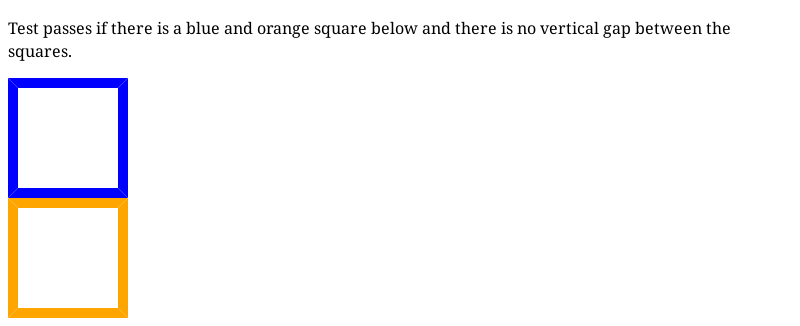 Test passes if there is a blue and orange square below and there is no vertical gap between the
squares.